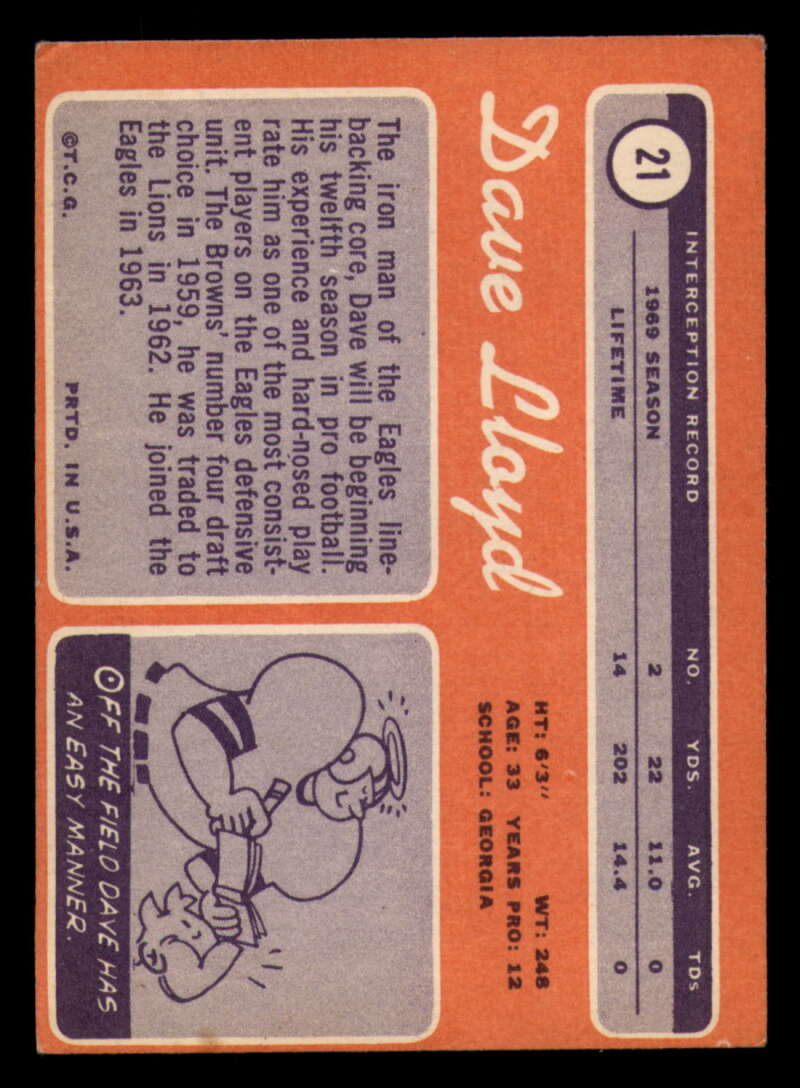 21
INTERCEPTION RECORD NO. YDS. AVG. TDs
1969 SEASON 2 22 11.0 0
LIFETIME 14 202 14.4 0
Dave Lloyd
HT: 6'3" WT: 248
AGE: 33 YEARS PRO: 12
SCHOOL: GEORGIA
The iron man of the Eagles line-
backing core, Dave will be beginning
his twelfth season in pro football.
His experience and hard-nosed play
rate him as one of the most consist-
ent players on the Eagles defensive
unit. The Browns' number four draft
choice in 1959, he was traded to
the Lions in 1962. He joined the
Eagles in 1963.
©T.C.G. PRTD. IN U.S.A.
OFF THE FIELD DAVE HAS
AN EASY MANNER.